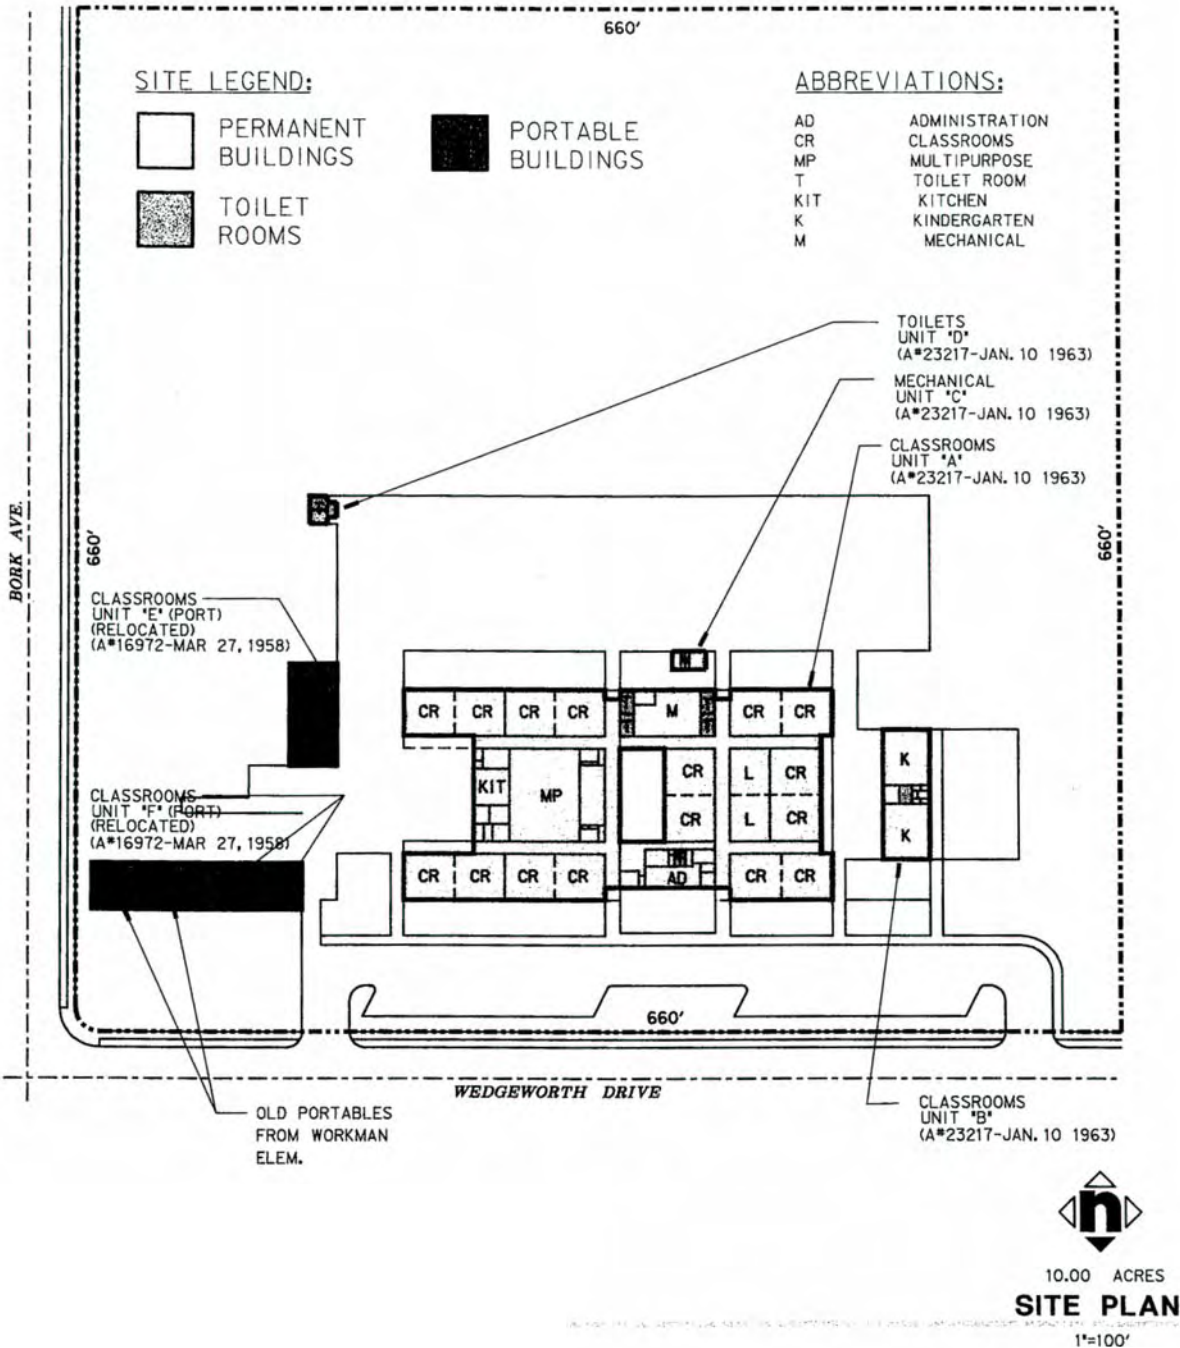 660'
SITE LEGEND:
PERMANENT
BUILDINGS
PORTABLE
BUILDINGS
TOILET
ROOMS
ABBREVIATIONS:
AD ADMINISTRATION
CR CLASSROOMS
MP MULTIPURPOSE
T TOILET ROOM
KIT KITCHEN
K KINDERGARTEN
M MECHANICAL
TOILETS
UNIT "D"
(A#23217-JAN. 10 1963)
MECHANICAL
UNIT "C"
(A#23217-JAN. 10 1963)
CLASSROOMS
UNIT "A"
(A#23217-JAN. 10 1963)
BORK AVE.
660'
660'
CLASSROOMS
UNIT "E" (PORT)
(RELOCATED)
(A#16972-MAR 27, 1958)
M
CR CR CR CR M CR CR
K
CR L CR
KIT MP
CLASSROOMS
UNIT "F" (PORT)
(RELOCATED)
(A#16972-MAR 27, 1958)
CR L CR
K
CR CR CR CR AD CR CR
660'
WEDGEWORTH DRIVE
OLD PORTABLES
FROM WORKMAN
ELEM.
CLASSROOMS
UNIT "B"
(A#23217-JAN. 10 1963)
n
10.00 ACRES
SITE PLAN
1"=100'